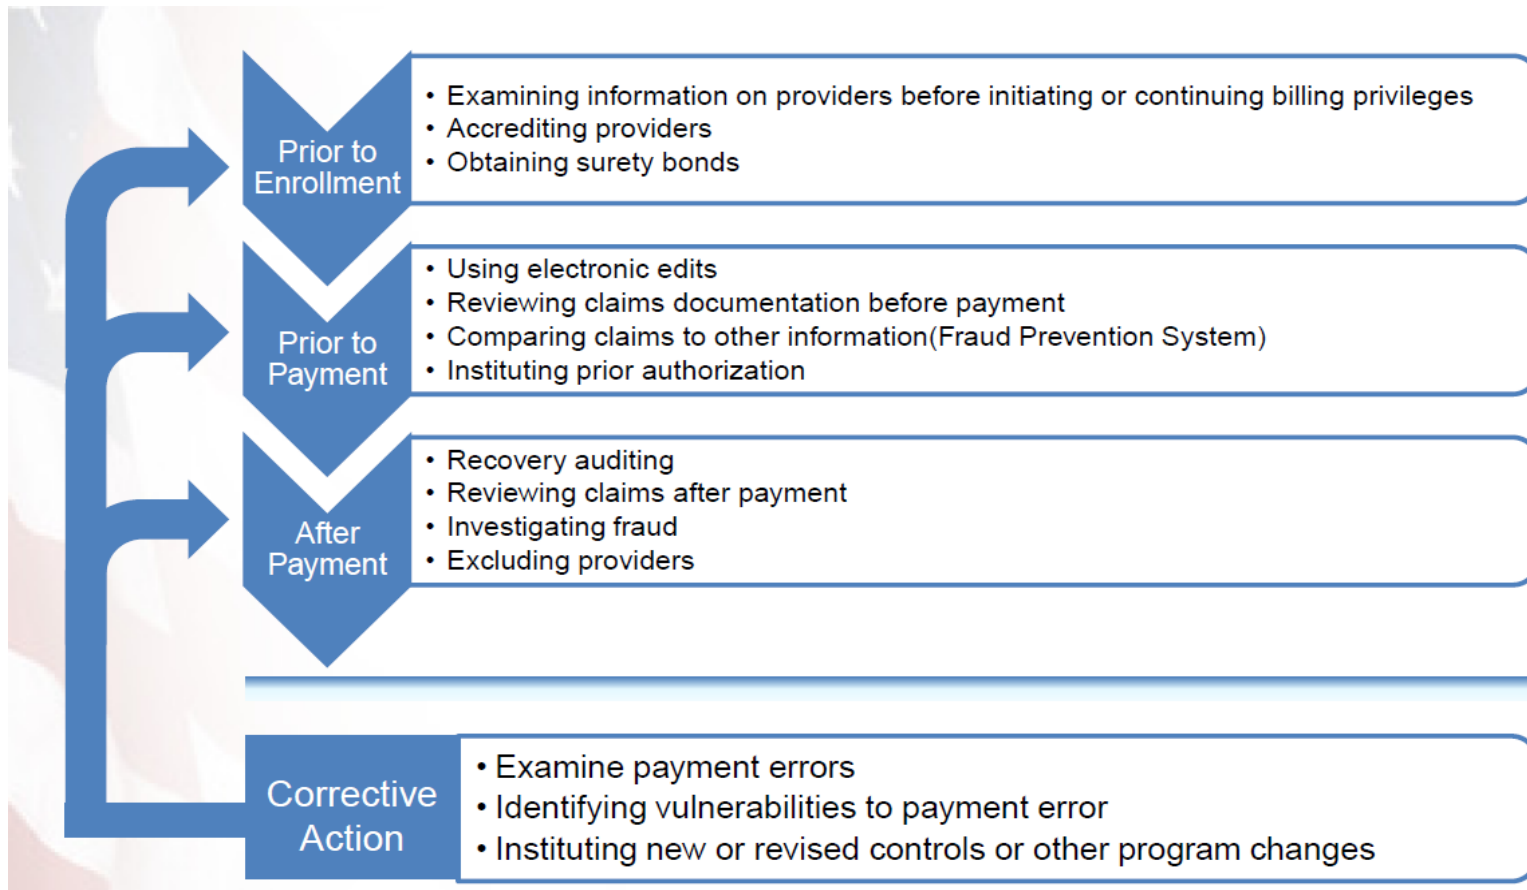 Prior to
Enrollment
• Examining information on providers before initiating or continuing billing privileges
• Accrediting providers
• Obtaining surety bonds
Prior to
Payment
• Using electronic edits
• Reviewing claims documentation before payment
• Comparing claims to other information(Fraud Prevention System)
• Instituting prior authorization
After
Payment
• Recovery auditing
• Reviewing claims after payment
• Investigating fraud
• Excluding providers
Corrective
Action
• Examine payment errors
• Identifying vulnerabilities to payment error
• Instituting new or revised controls or other program changes